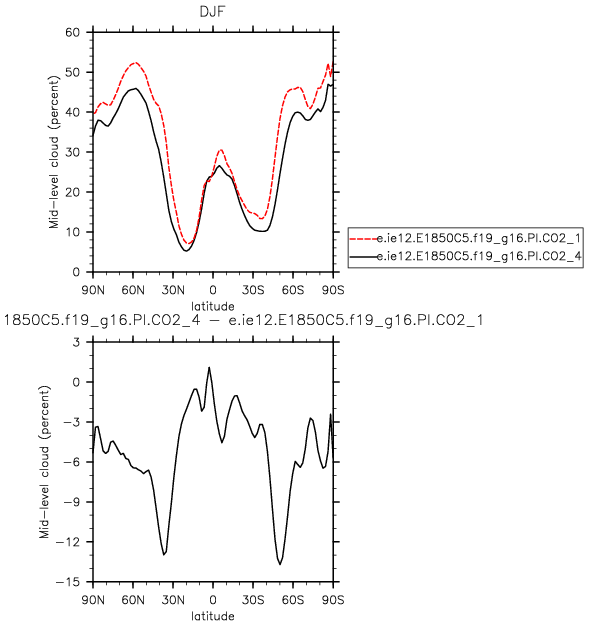 DJF
60
50
40
30
20
10
0
Mid-level cloud (percent)
90N 60N 30N 0 30S 60S 90S
latitude
e.ie12.E1850C5.f19_g16.PI.CO2_1
e.ie12.E1850C5.f19_g16.PI.CO2_4
1850C5.f19_g16.PI.CO2_4 − e.ie12.E1850C5.f19_g16.PI.CO2_1
3
0
−3
−6
−9
−12
−15
Mid-level cloud (percent)
90N 60N 30N 0 30S 60S 90S
latitude